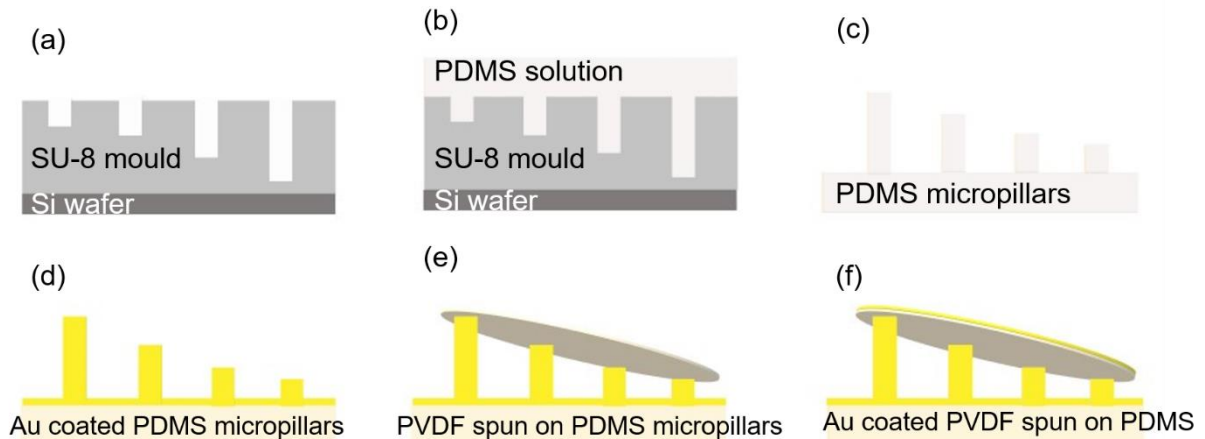 (a)
SU-8 mould
Si wafer
(b)
PDMS solution
SU-8 mould
Si wafer
(c)
PDMS micropillars
(d)
Au coated PDMS micropillars
(e)
PVDF spun on PDMS micropillars
(f)
Au coated PVDF spun on PDMS